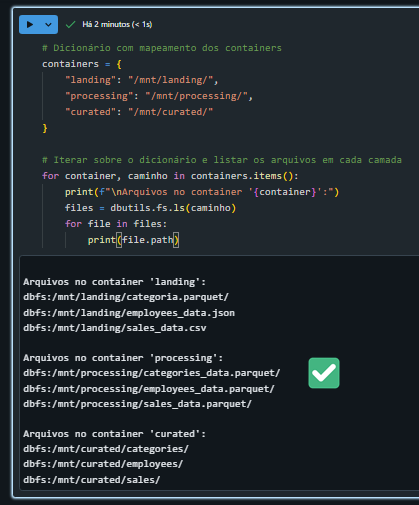 Há 2 minutos (< 1s)
# Dicionário com mapeamento dos containers
containers = {
    "landing": "/mnt/landing/",
    "processing": "/mnt/processing/",
    "curated": "/mnt/curated/"
}
# Iterar sobre o dicionário e listar os arquivos em cada camada
for container, caminho in containers.items():
    print(f"\nArquivos no container '{container}':")
    files = dbutils.fs.ls(caminho)
    for file in files:
        print(file.path)
Arquivos no container 'landing':
dbfs:/mnt/landing/categoria.parquet/
dbfs:/mnt/landing/employees_data.json
dbfs:/mnt/landing/sales_data.csv
Arquivos no container 'processing':
dbfs:/mnt/processing/categories_data.parquet/
dbfs:/mnt/processing/employees_data.parquet/
dbfs:/mnt/processing/sales_data.parquet/
Arquivos no container 'curated':
dbfs:/mnt/curated/categories/
dbfs:/mnt/curated/employees/
dbfs:/mnt/curated/sales/